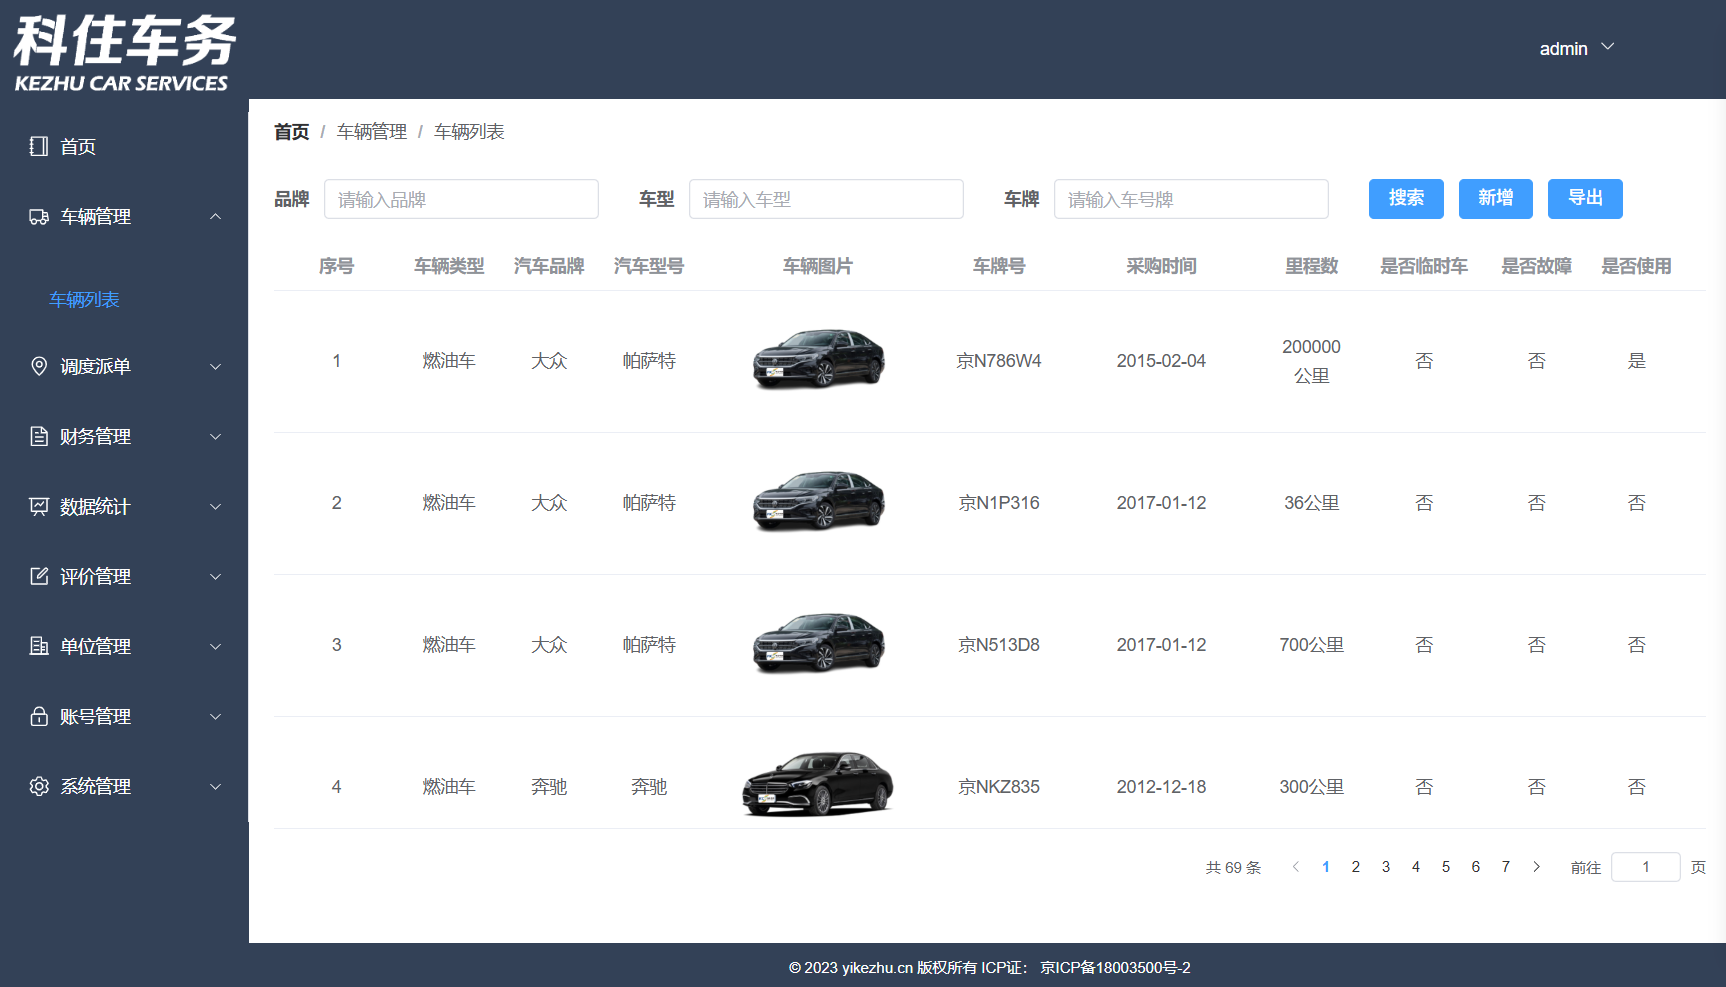 科住车务
KEZHU CAR SERVICES
admin
首页
车辆管理
车辆列表
调度派单
财务管理
数据统计
评价管理
单位管理
账号管理
系统管理
首页 / 车辆管理 / 车辆列表
品牌 请输入品牌 车型 请输入车型 车牌 请输入车号牌 搜索 新增 导出
序号 车辆类型 汽车品牌 汽车型号 车辆图片 车牌号 采购时间 里程数 是否临时车 是否故障 是否使用
1 燃油车 大众 帕萨特 京N786W4 2015-02-04 200000公里 否 否 是
2 燃油车 大众 帕萨特 京N1P316 2017-01-12 36公里 否 否 否
3 燃油车 大众 帕萨特 京N513D8 2017-01-12 700公里 否 否 否
4 燃油车 奔驰 奔驰 京NKZ835 2012-12-18 300公里 否 否 否
共 69 条 1 2 3 4 5 6 7 前往 1 页
© 2023 yikezhu.cn 版权所有 ICP证： 京ICP备18003500号-2